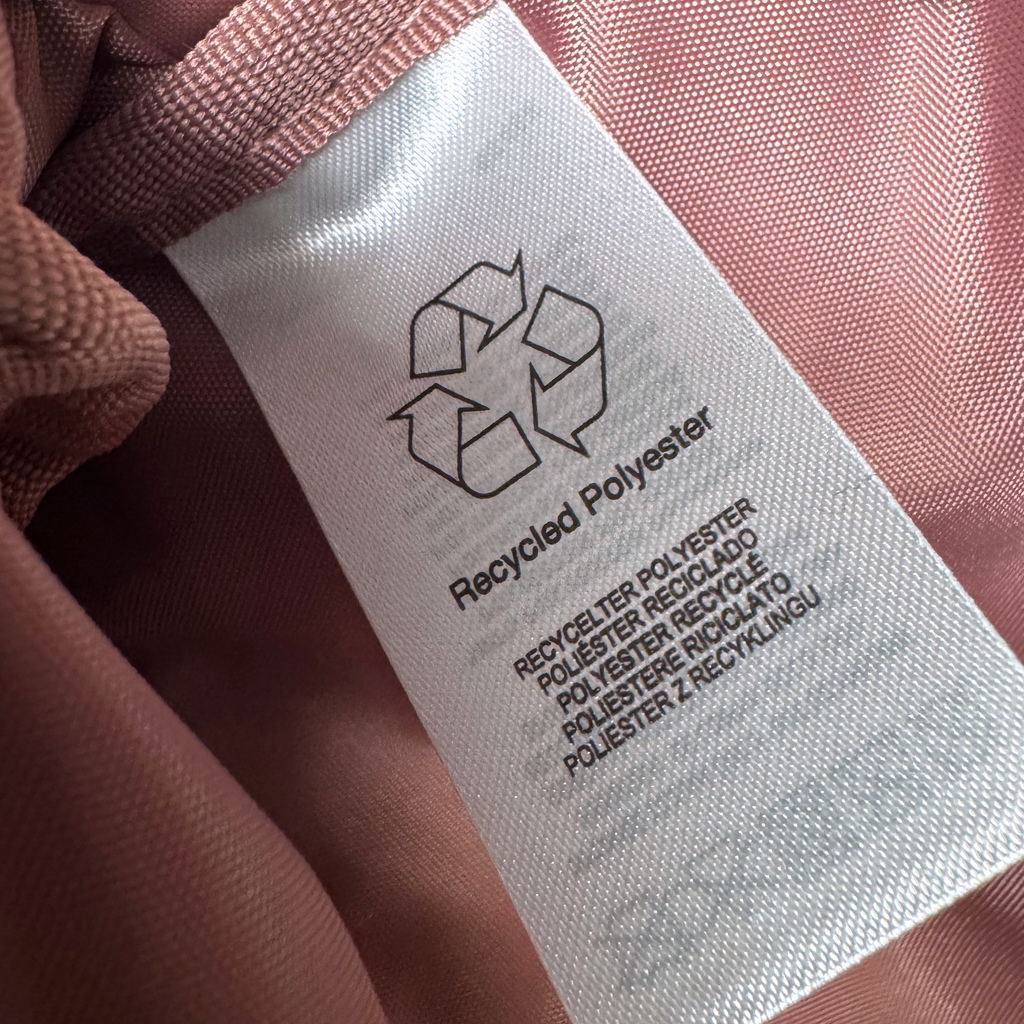 Recycled Polyester
RECYCELTER POLYESTER
POLIÉSTER RECICLADO
POLYESTER RECYCLÉ
POLIESTERE RICICLATO
POLIESTER Z RECYKLINGU